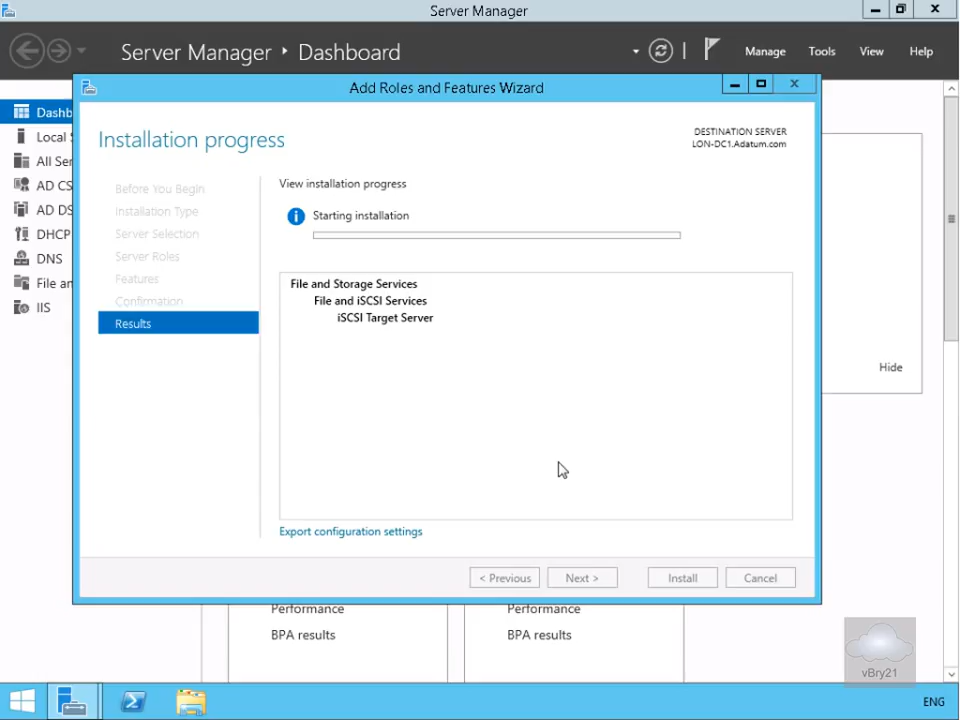 Server Manager
Server Manager ‣ Dashboard
Manage
Tools
View
Help
Add Roles and Features Wizard
Dashb
Local S
All Ser
AD CS
AD DS
DHCP
DNS
File an
IIS
Installation progress
DESTINATION SERVER
LON-DC1.Adatum.com
Before You Begin
Installation Type
Server Selection
Server Roles
Features
Confirmation
Results
View installation progress
Starting installation
File and Storage Services
File and iSCSI Services
iSCSI Target Server
Export configuration settings
< Previous
Next >
Install
Cancel
Hide
Performance
BPA results
Performance
BPA results
vBry21
ENG